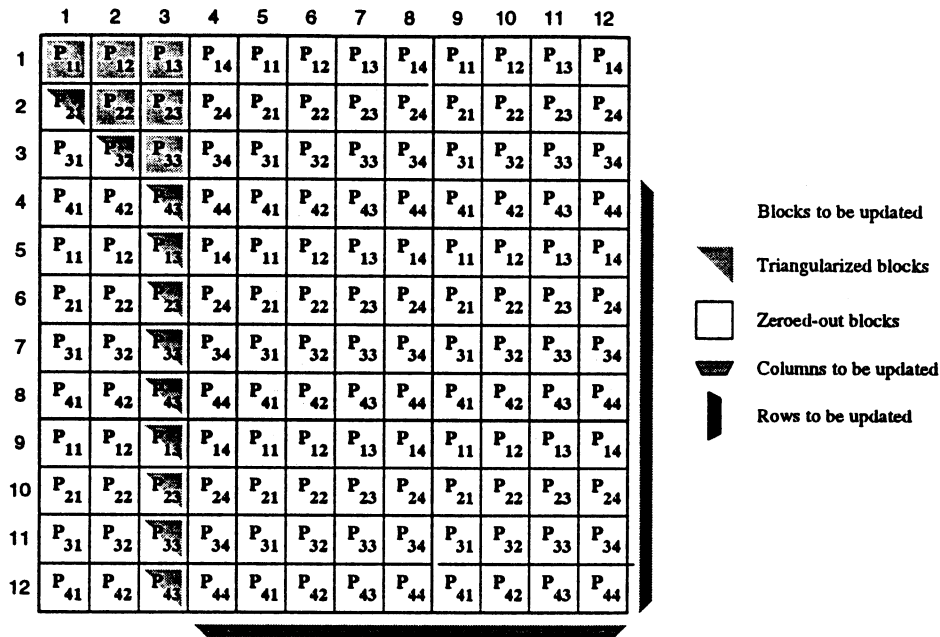 1 2 3 4 5 6 7 8 9 10 11 12
1 P11 P12 P13 P14 P11 P12 P13 P14 P11 P12 P13 P14
2 P21 P22 P23 P24 P21 P22 P23 P24 P21 P22 P23 P24
3 P31 P32 P33 P34 P31 P32 P33 P34 P31 P32 P33 P34
4 P41 P42 P43 P44 P41 P42 P43 P44 P41 P42 P43 P44
5 P11 P12 P13 P14 P11 P12 P13 P14 P11 P12 P13 P14
6 P21 P22 P23 P24 P21 P22 P23 P24 P21 P22 P23 P24
7 P31 P32 P33 P34 P31 P32 P33 P34 P31 P32 P33 P34
8 P41 P42 P43 P44 P41 P42 P43 P44 P41 P42 P43 P44
9 P11 P12 P13 P14 P11 P12 P13 P14 P11 P12 P13 P14
10 P21 P22 P23 P24 P21 P22 P23 P24 P21 P22 P23 P24
11 P31 P32 P33 P34 P31 P32 P33 P34 P31 P32 P33 P34
12 P41 P42 P43 P44 P41 P42 P43 P44 P41 P42 P43 P44
Blocks to be updated
Triangularized blocks
Zeroed-out blocks
Columns to be updated
Rows to be updated